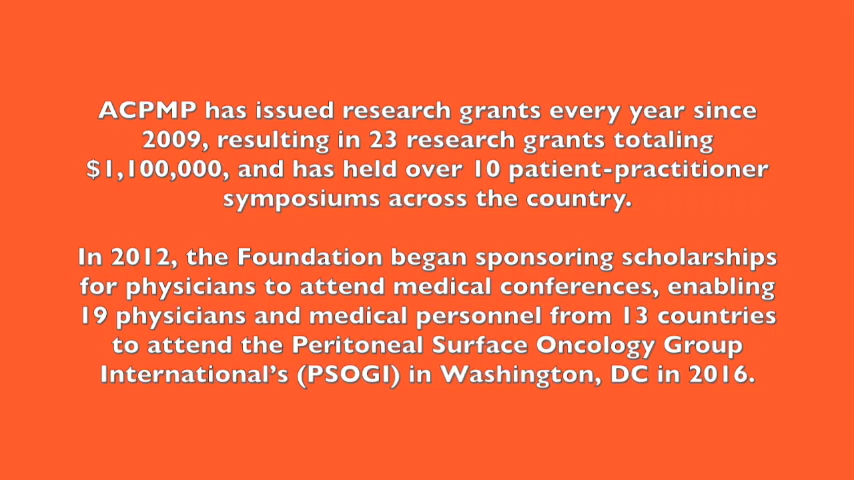 ACPMP has issued research grants every year since
2009, resulting in 23 research grants totaling
$1,100,000, and has held over 10 patient-practitioner
symposiums across the country.
In 2012, the Foundation began sponsoring scholarships
for physicians to attend medical conferences, enabling
19 physicians and medical personnel from 13 countries
to attend the Peritoneal Surface Oncology Group
International’s (PSOGI) in Washington, DC in 2016.